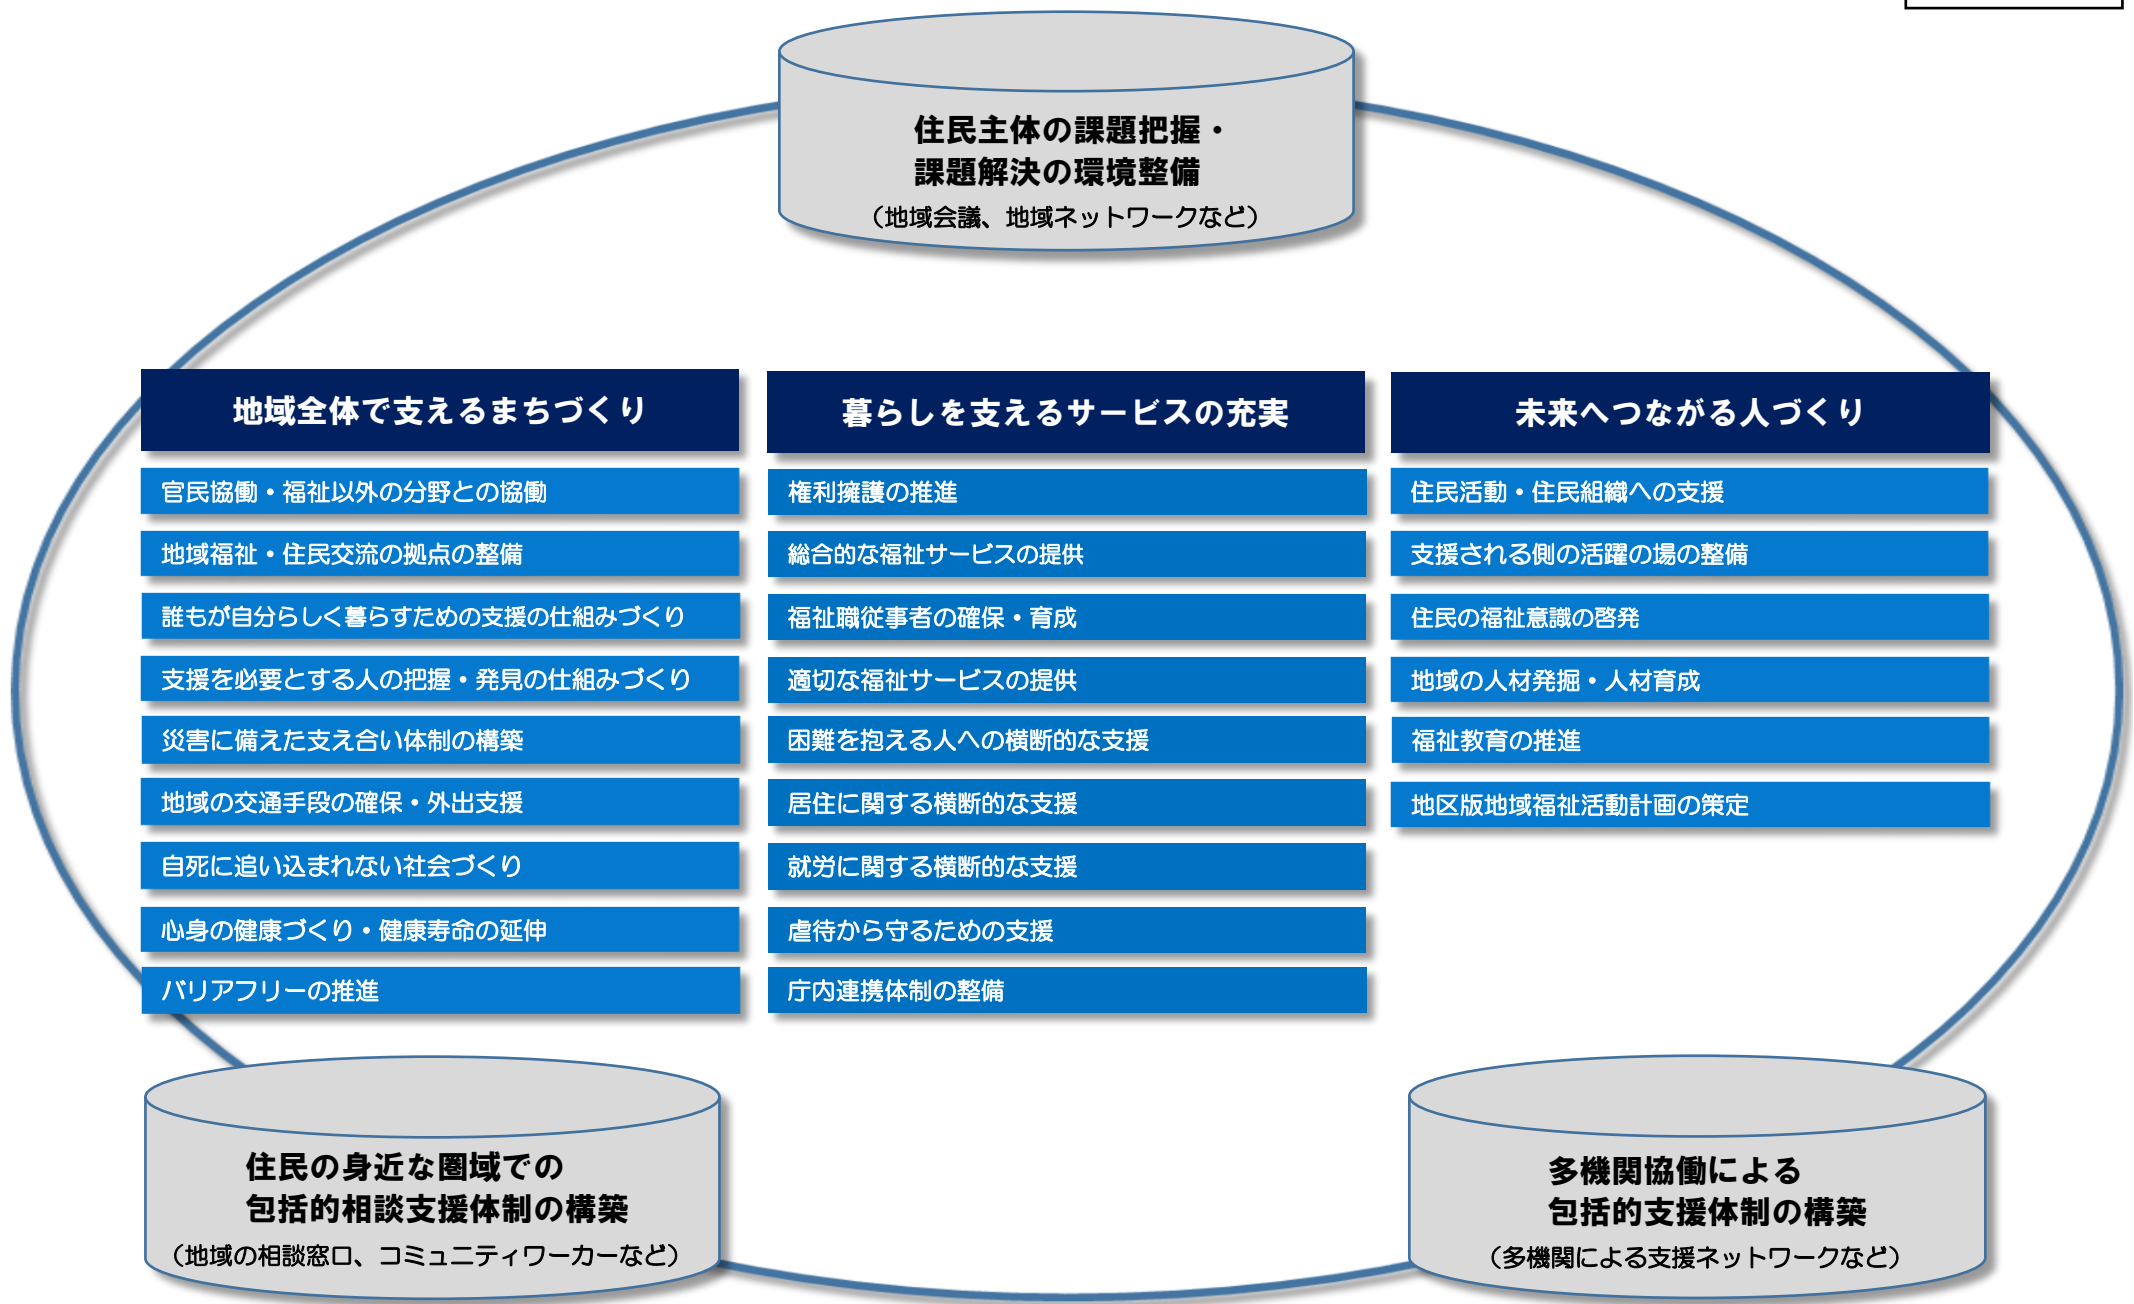 住民主体の課題把握・
課題解決の環境整備
（地域会議、地域ネットワークなど）
地域全体で支えるまちづくり
官民協働・福祉以外の分野との協働
地域福祉・住民交流の拠点の整備
誰もが自分らしく暮らすための支援の仕組みづくり
支援を必要とする人の把握・発見の仕組みづくり
災害に備えた支え合い体制の構築
地域の交通手段の確保・外出支援
自死に追い込まれない社会づくり
心身の健康づくり・健康寿命の延伸
バリアフリーの推進
暮らしを支えるサービスの充実
権利擁護の推進
総合的な福祉サービスの提供
福祉職従事者の確保・育成
適切な福祉サービスの提供
困難を抱える人への横断的な支援
居住に関する横断的な支援
就労に関する横断的な支援
虐待から守るための支援
庁内連携体制の整備
未来へつながる人づくり
住民活動・住民組織への支援
支援される側の活躍の場の整備
住民の福祉意識の啓発
地域の人材発掘・人材育成
福祉教育の推進
地区版地域福祉活動計画の策定
住民の身近な圏域での
包括的相談支援体制の構築
（地域の相談窓口、コミュニティワーカーなど）
多機関協働による
包括的支援体制の構築
（多機関による支援ネットワークなど）